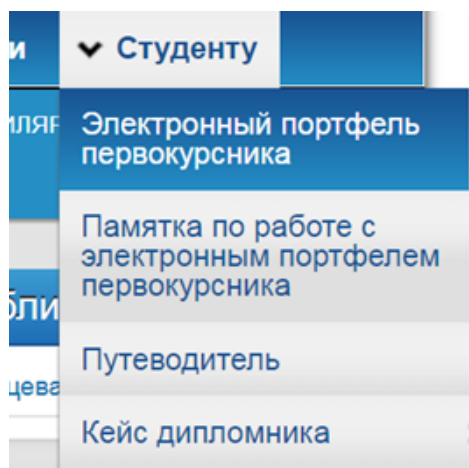 Студенту
Электронный портфель
первокурсника
Памятка по работе с
электронным портфелем
первокурсника
Путеводитель
Кейс дипломника